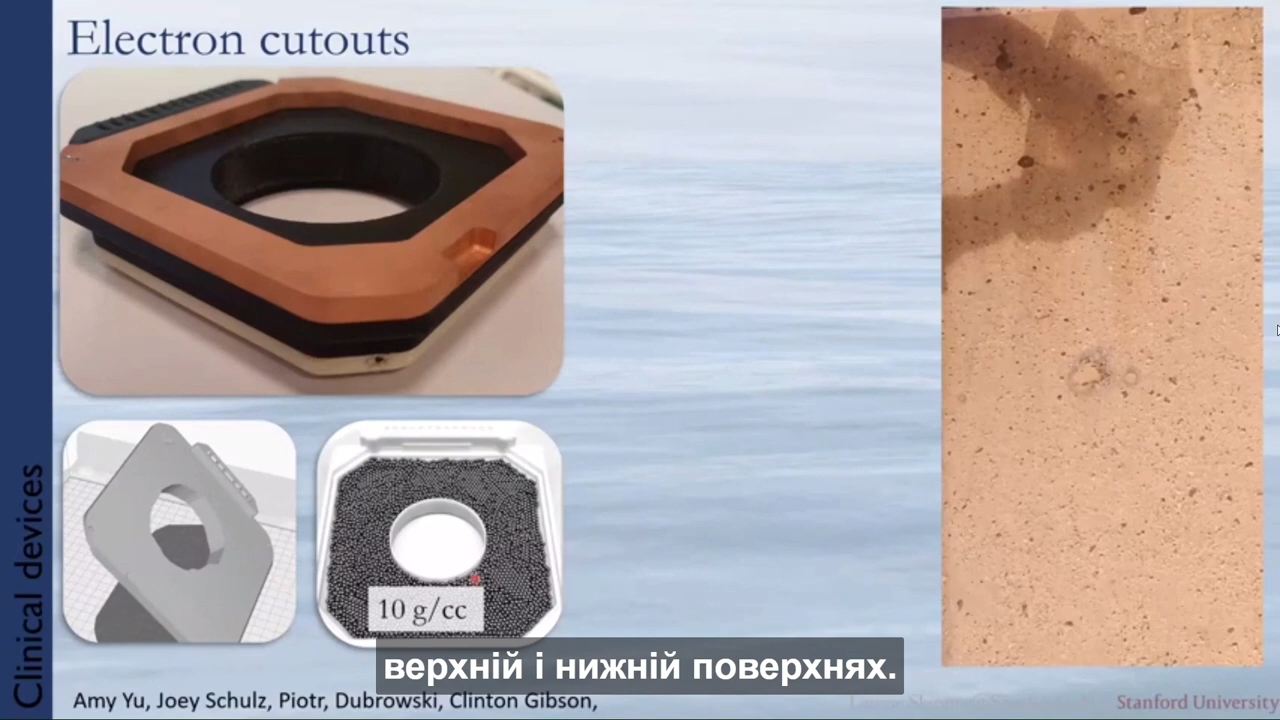 Electron cutouts
Clinical devices
10 g/cc
верхній і нижній поверхнях.
Amy Yu, Joey Schulz, Piotr, Dubrowski, Clinton Gibson,
Stanford University